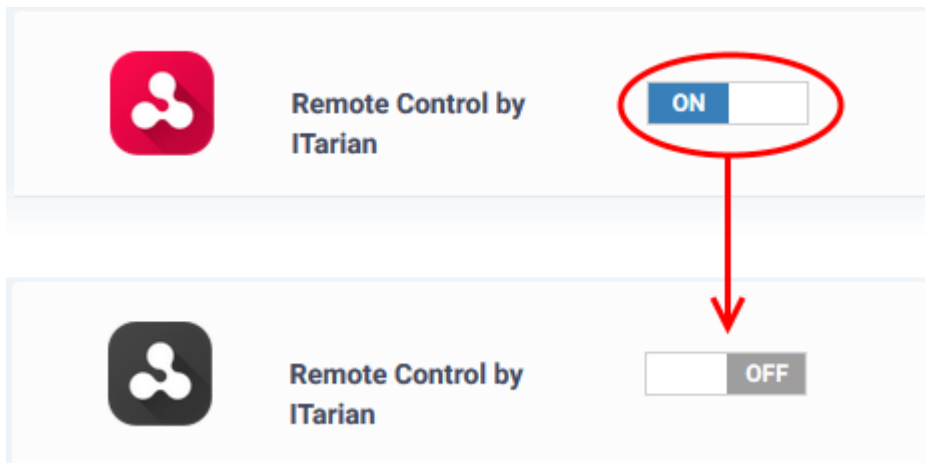 Remote Control by
ITarian
ON
Remote Control by
ITarian
OFF